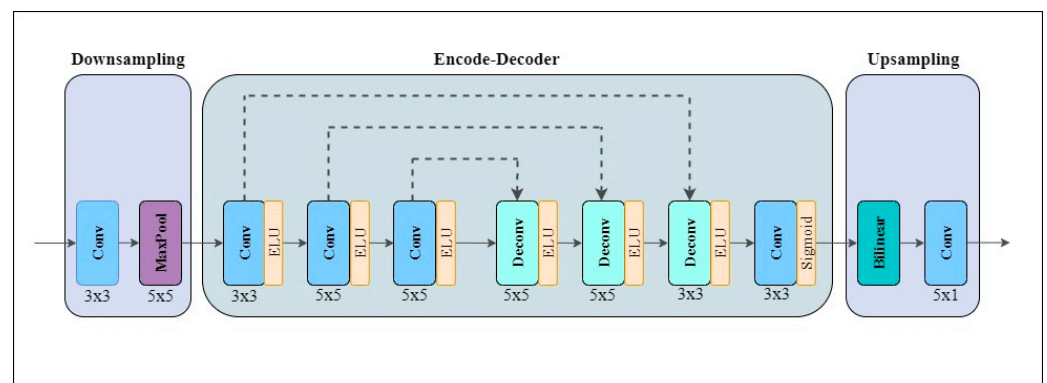 Downsampling
Encode-Decoder
Upsampling
Conv
3x3
MaxPool
5x5
Conv
ELU
3x3
Conv
ELU
5x5
Conv
ELU
5x5
Deconv
ELU
5x5
Deconv
ELU
5x5
Deconv
ELU
3x3
Conv
Sigmoid
3x3
Bilinear
Conv
5x1